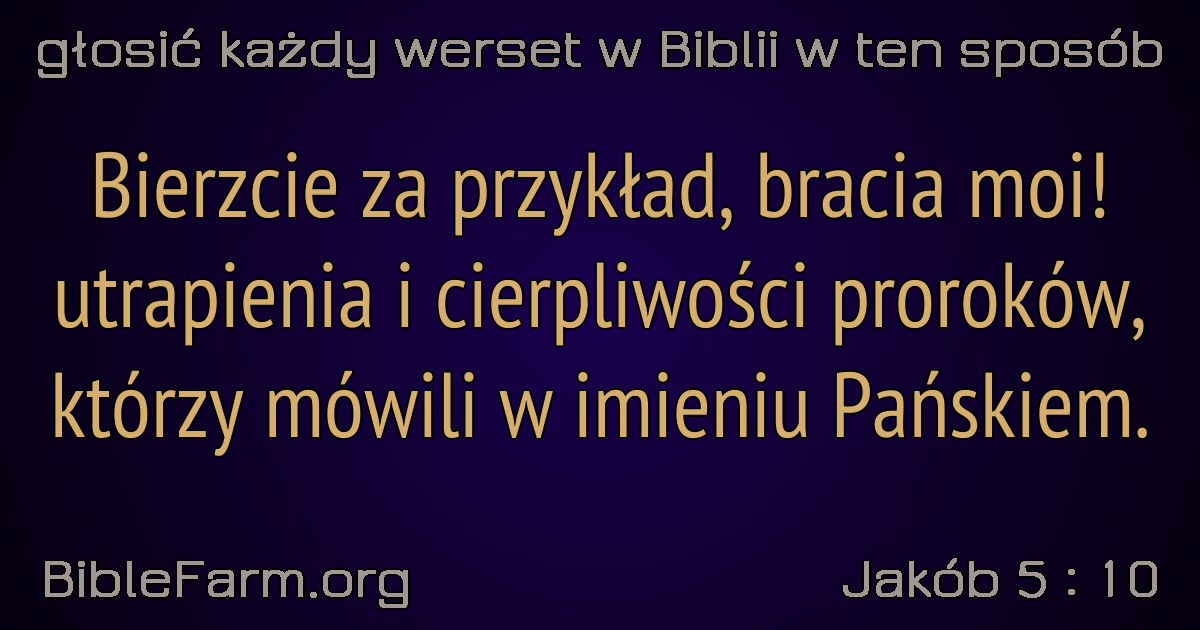 głosić każdy werset w Biblii w ten sposób
Bierzcie za przykład, bracia moi!
utrapienia i cierpliwości proroków,
którzy mówili w imieniu Pańskiem.
BibleFarm.org
Jakób 5 : 10